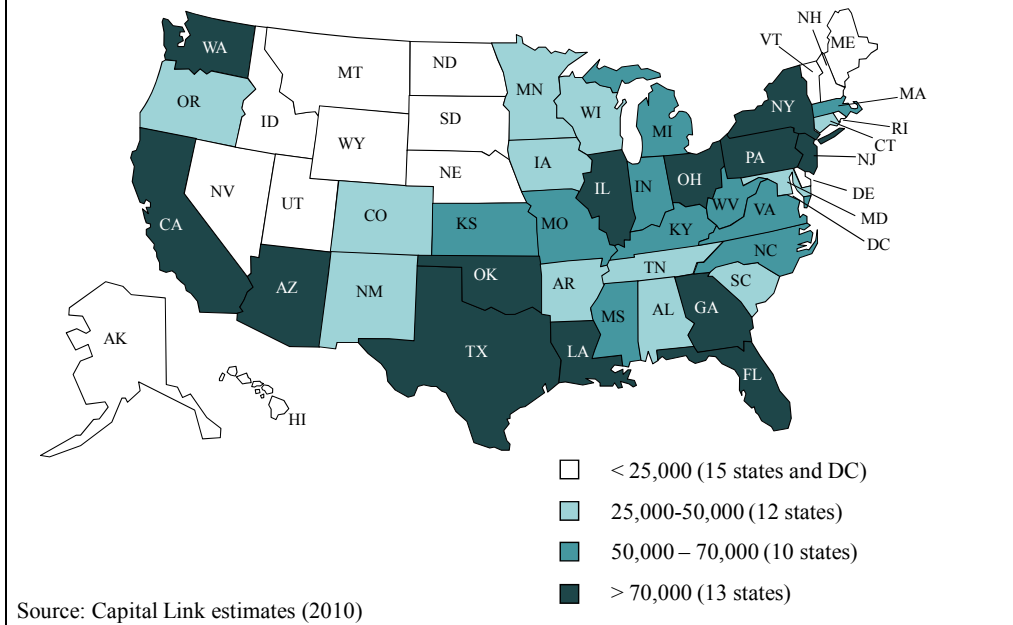 NH
VT
ME
WA
MT
ND
MN
OR
ID
SD
WI
MI
NY
MA
RI
CT
WY
NE
IA
PA
NJ
NV
UT
CO
IL
IN
OH
WV
VA
DE
MD
DC
CA
KS
MO
KY
NC
AZ
NM
OK
AR
TN
SC
MS
AL
GA
AK
TX
LA
FL
HI
< 25,000 (15 states and DC)
25,000-50,000 (12 states)
50,000 – 70,000 (10 states)
> 70,000 (13 states)
Source: Capital Link estimates (2010)